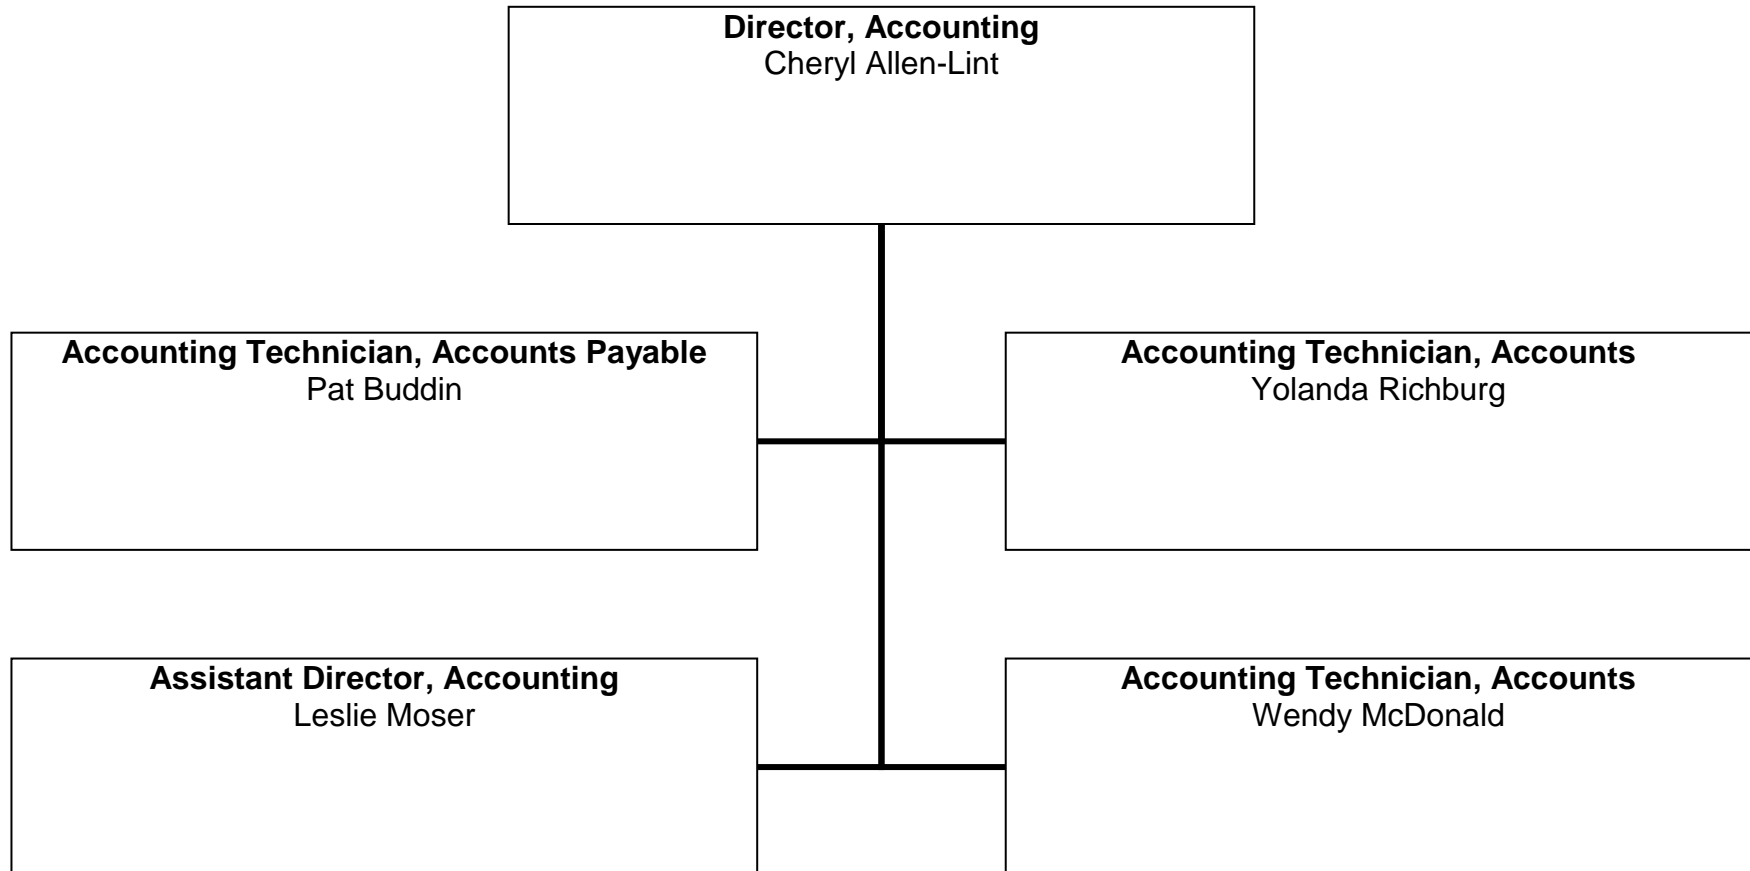 Director, Accounting
Cheryl Allen-Lint
Accounting Technician, Accounts Payable
Pat Buddin
Accounting Technician, Accounts
Yolanda Richburg
Assistant Director, Accounting
Leslie Moser
Accounting Technician, Accounts
Wendy McDonald